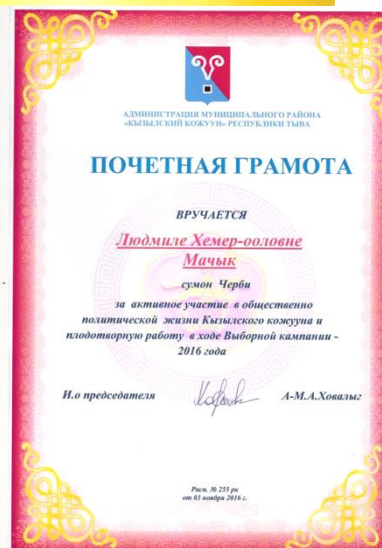 АДМИНИСТРАЦИЯ МУНИЦИПАЛЬНОГО РАЙОНА
«КЫЗЫЛСКИЙ КОЖУУН» РЕСПУБЛИКИ ТЫВА
ПОЧЕТНАЯ ГРАМОТА
ВРУЧАЕТСЯ
Людмиле Хемер-ооловне
Мачык
сумон Черби
за активное участие в общественно
политической жизни Кызылского кожууна и
плодотворную работу в ходе Выборной кампании -
2016 года
И.о председателя А-М.А.Ховалыг
Расп. № 255 рк
от 03 ноября 2016 г.